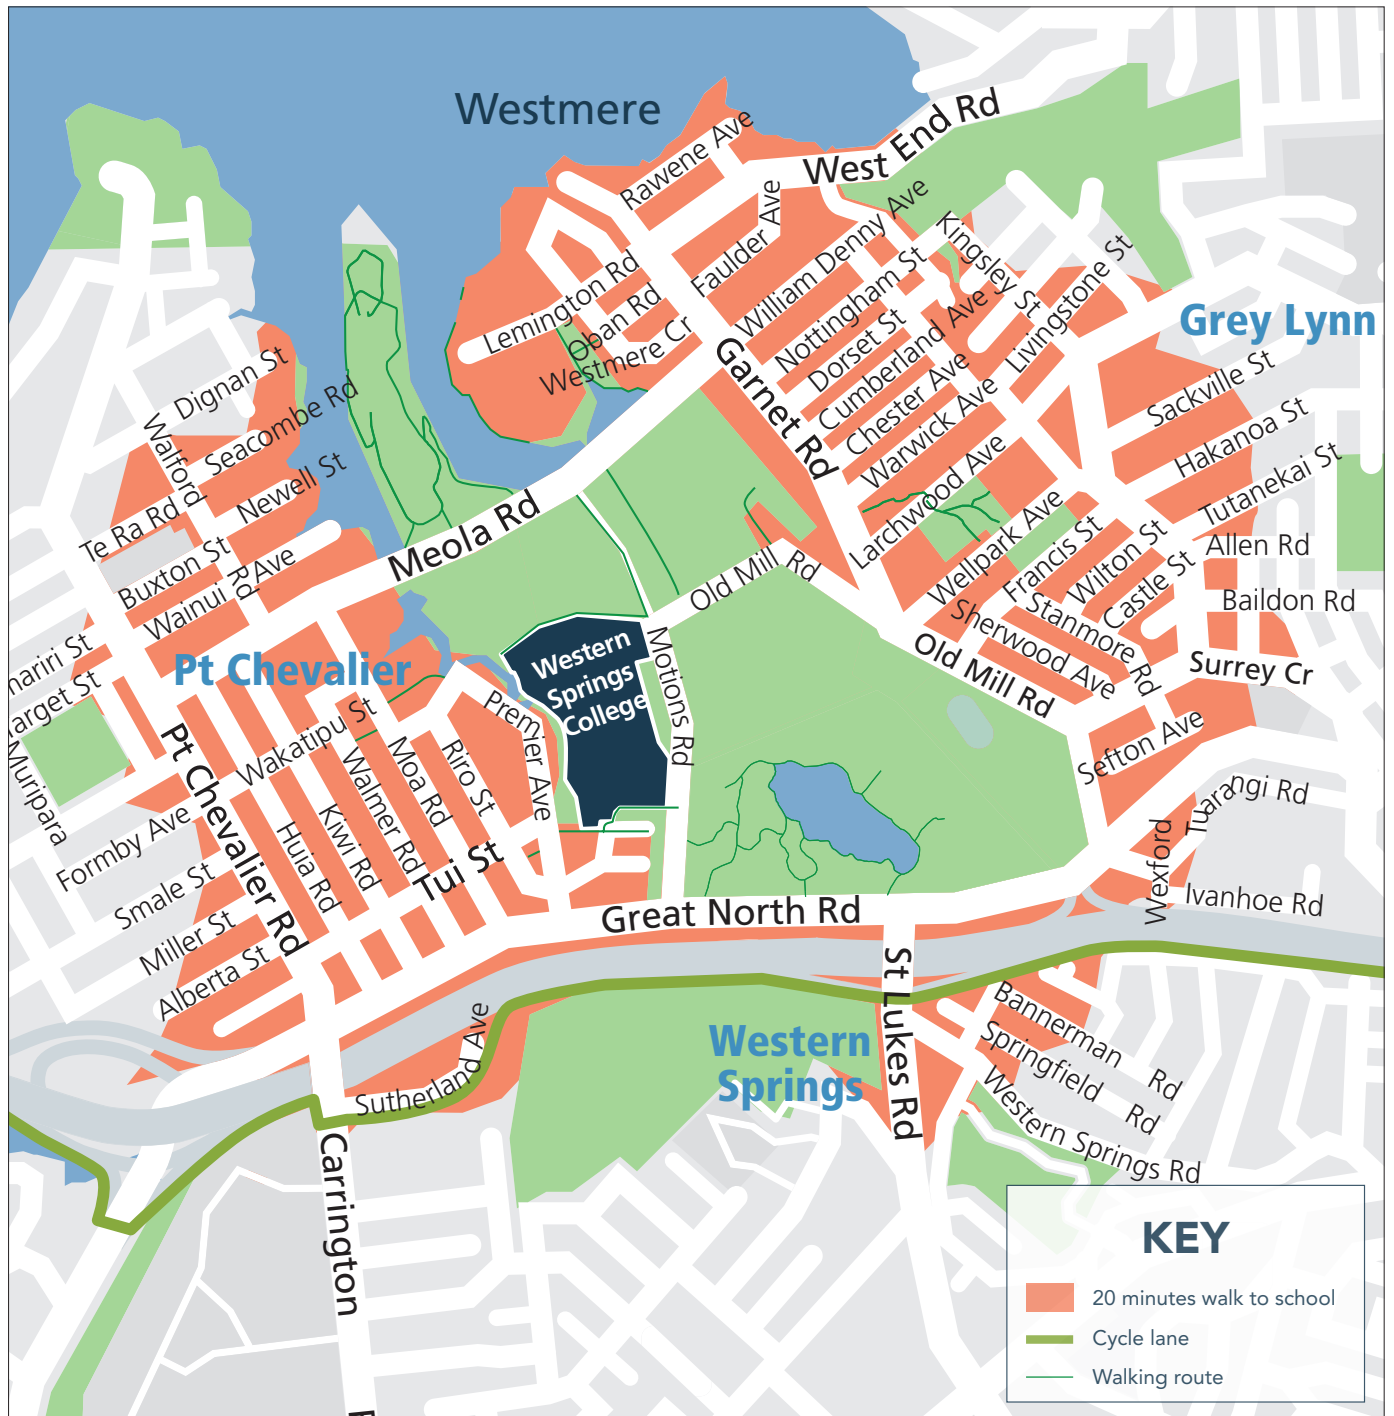 Westmere
Rawene Ave
West End Rd
Faulder Ave
William Denny Ave
Kingsley St
Livingstone St
Lemington Rd
Oban Rd
Westmere Cr
Nottingham St
Dorset St
Cumberland Ave
Chester Ave
Warwick Ave
Garnet Rd
Larchwood Ave
Grey Lynn
Sackville St
Hakanoa St
Tutanekai St
Allen Rd
Baildon Rd
Surrey Cr
Wellpark Ave
Francis St
Wilton St
Castle St
Stanmore Rd
Sherwood Ave
Old Mill Rd
Old Mill Rd
Sefton Ave
Dignan St
Walford Rd
Seacombe Rd
Newell St
Te Ra Rd
Buxton St
Wainui Ave
Meola Rd
Pt Chevalier
mariri St
arget St
Muripara
Western
Springs
College
Motions Rd
Premier Ave
Wakatipu St
Pt Chevalier Rd
Walmer Rd
Moa Rd
Riro St
Kiwi Rd
Huia Rd
Tui St
Formby Ave
Smale St
Miller St
Alberta St
Great North Rd
Tuarangi Rd
Wexford
Ivanhoe Rd
St Lukes Rd
Western
Springs
Bannerman Rd
Springfield Rd
Western Springs Rd
Sutherland Ave
Carrington
KEY
20 minutes walk to school
Cycle lane
Walking route